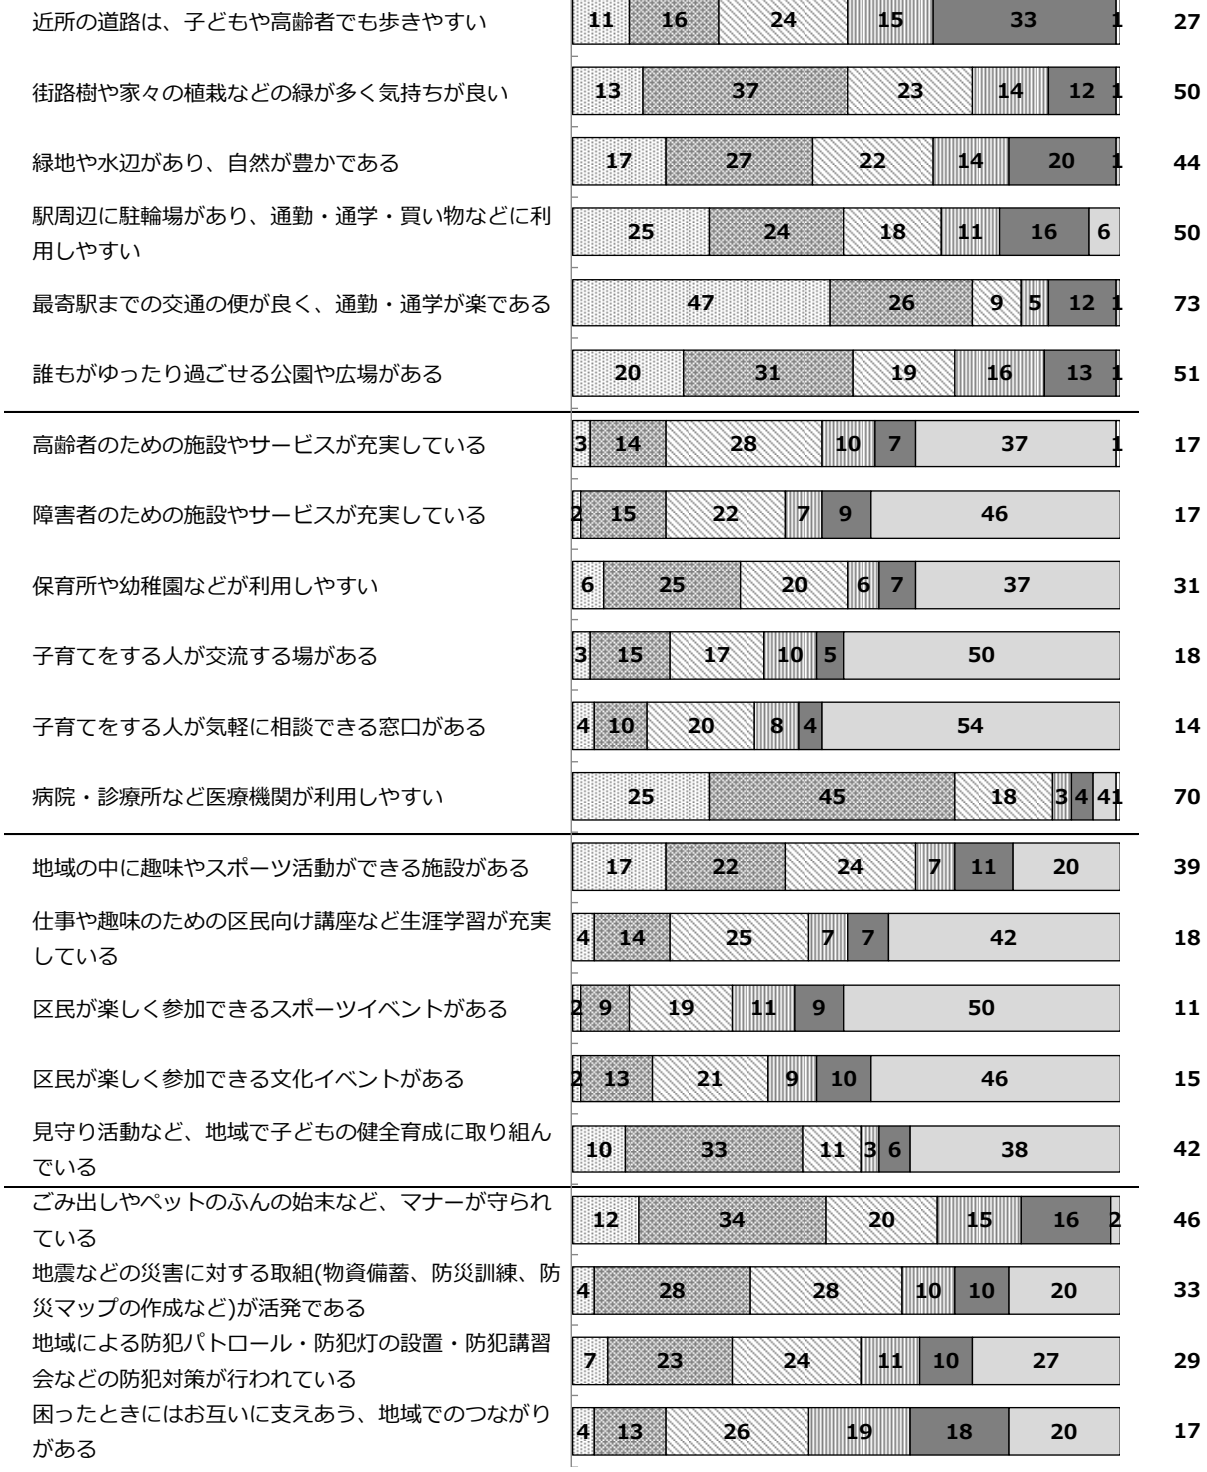 近所の道路は、子どもや高齢者でも歩きやすい 11 16 24 15 33 1 27
街路樹や家々の植栽などの緑が多く気持ちが良い 13 37 23 14 12 1 50
緑地や水辺があり、自然が豊かである 17 27 22 14 20 1 44
駅周辺に駐輪場があり、通勤・通学・買い物などに利
用しやすい
25 24 18 11 16 6 50
最寄駅までの交通の便が良く、通勤・通学が楽である 47 26 9 5 12 1 73
誰もがゆったり過ごせる公園や広場がある 20 31 19 16 13 1 51
高齢者のための施設やサービスが充実している 3 14 28 10 7 37 1 17
障害者のための施設やサービスが充実している 2 15 22 7 9 46 17
保育所や幼稚園などが利用しやすい 6 25 20 6 7 37 31
子育てをする人が交流する場がある 3 15 17 10 5 50 18
子育てをする人が気軽に相談できる窓口がある 4 10 20 8 4 54 14
病院・診療所など医療機関が利用しやすい 25 45 18 3 4 4 1 70
地域の中に趣味やスポーツ活動ができる施設がある 17 22 24 7 11 20 39
仕事や趣味のための区民向け講座など生涯学習が充実
している
4 14 25 7 7 42 18
区民が楽しく参加できるスポーツイベントがある 2 9 19 11 9 50 11
区民が楽しく参加できる文化イベントがある 2 13 21 9 10 46 15
見守り活動など、地域で子どもの健全育成に取り組ん
でいる
10 33 11 3 6 38 42
ごみ出しやペットのふんの始末など、マナーが守られ
ている
12 34 20 15 16 2 46
地震などの災害に対する取組(物資備蓄、防災訓練、防
災マップの作成など)が活発である
4 28 28 10 10 20 33
地域による防犯パトロール・防犯灯の設置・防犯講習
会などの防犯対策が行われている
7 23 24 11 10 27 29
困ったときにはお互いに支えあう、地域でのつながり
がある
4 13 26 19 18 20 17